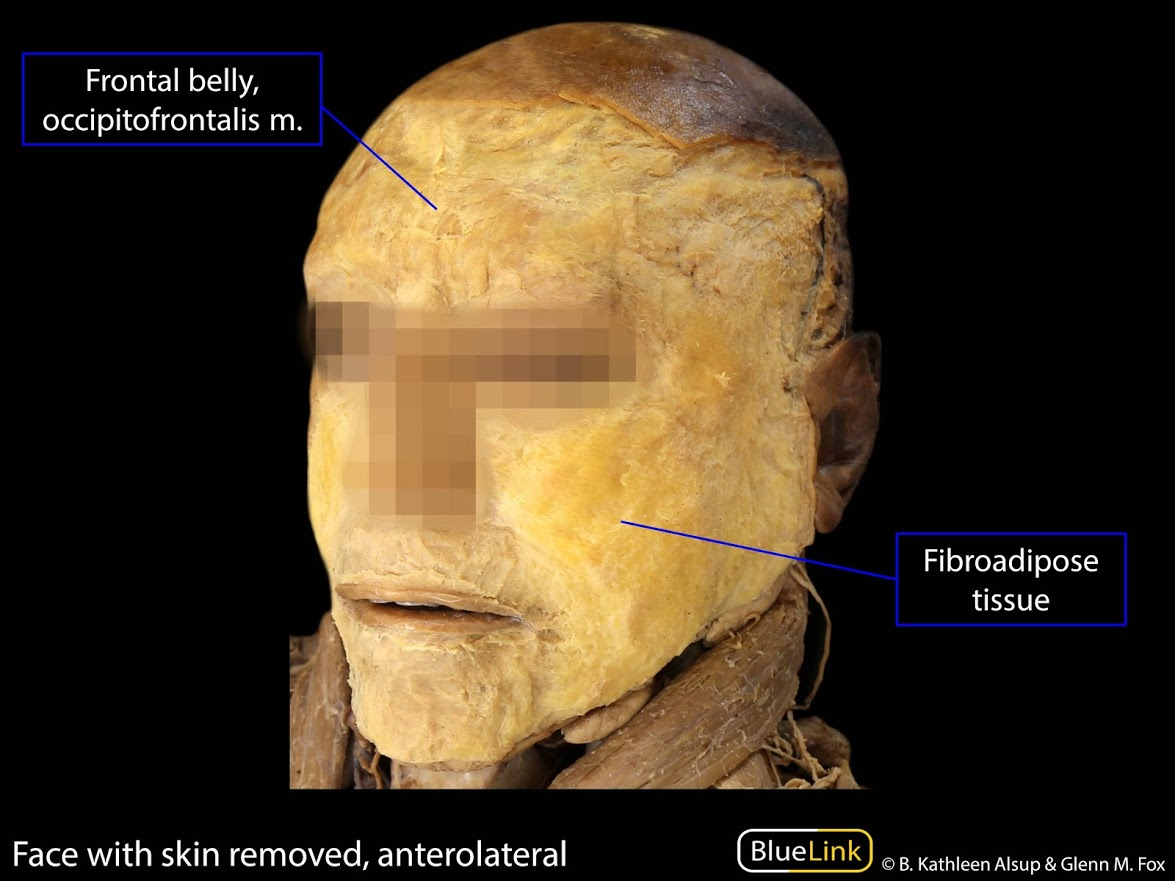 Frontal belly,
occipitofrontalis m.
Fibroadipose
tissue
Face with skin removed, anterolateral
BlueLink
© B. Kathleen Alsup & Glenn M. Fox